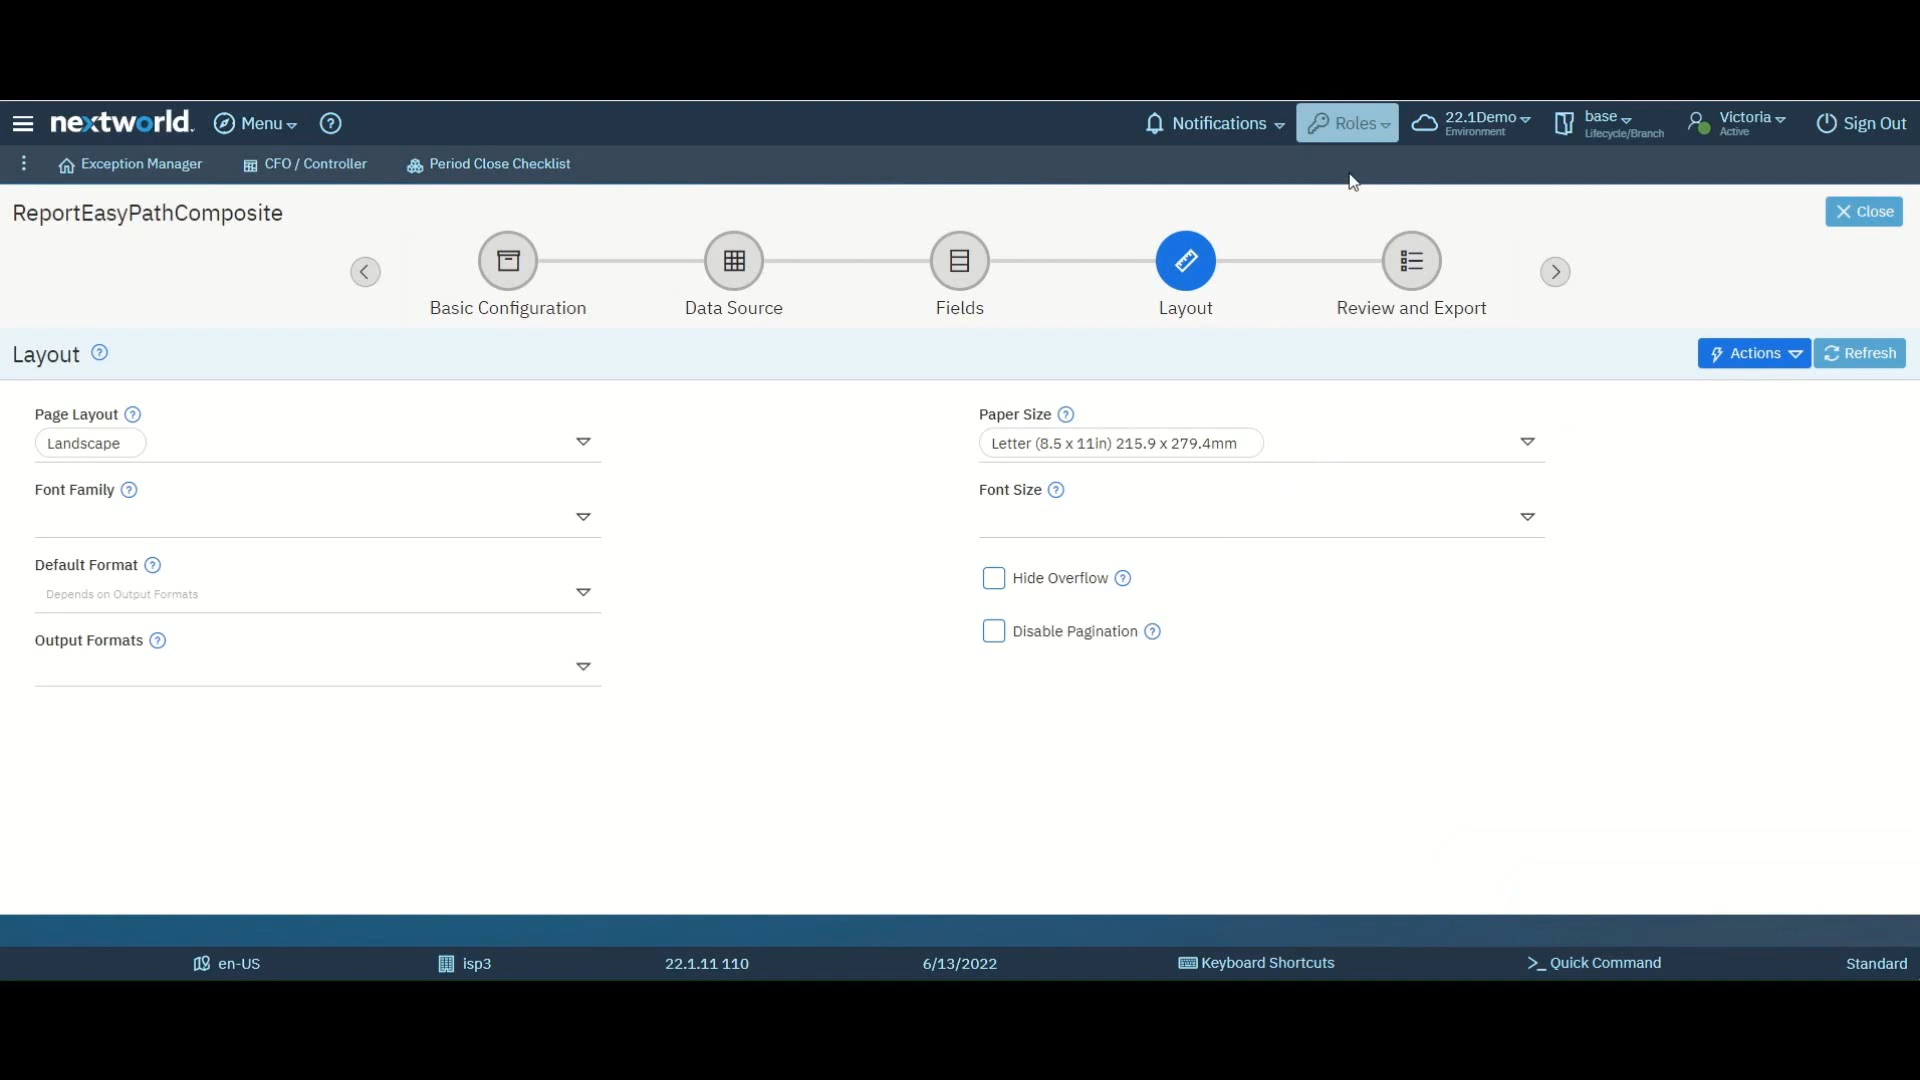 nextworld. Menu Notifications Roles 22.1Demo Environment base Lifecycle/Branch Victoria Active Sign Out
Exception Manager CFO / Controller Period Close Checklist
ReportEasyPathComposite Close
Basic Configuration Data Source Fields Layout Review and Export
Layout Actions Refresh
Page Layout Paper Size
Landscape Letter (8.5 x 11in) 215.9 x 279.4mm
Font Family Font Size
Default Format
Depends on Output Formats
Hide Overflow
Output Formats
Disable Pagination
en-US isp3 22.1.11 110 6/13/2022 Keyboard Shortcuts >_ Quick Command Standard